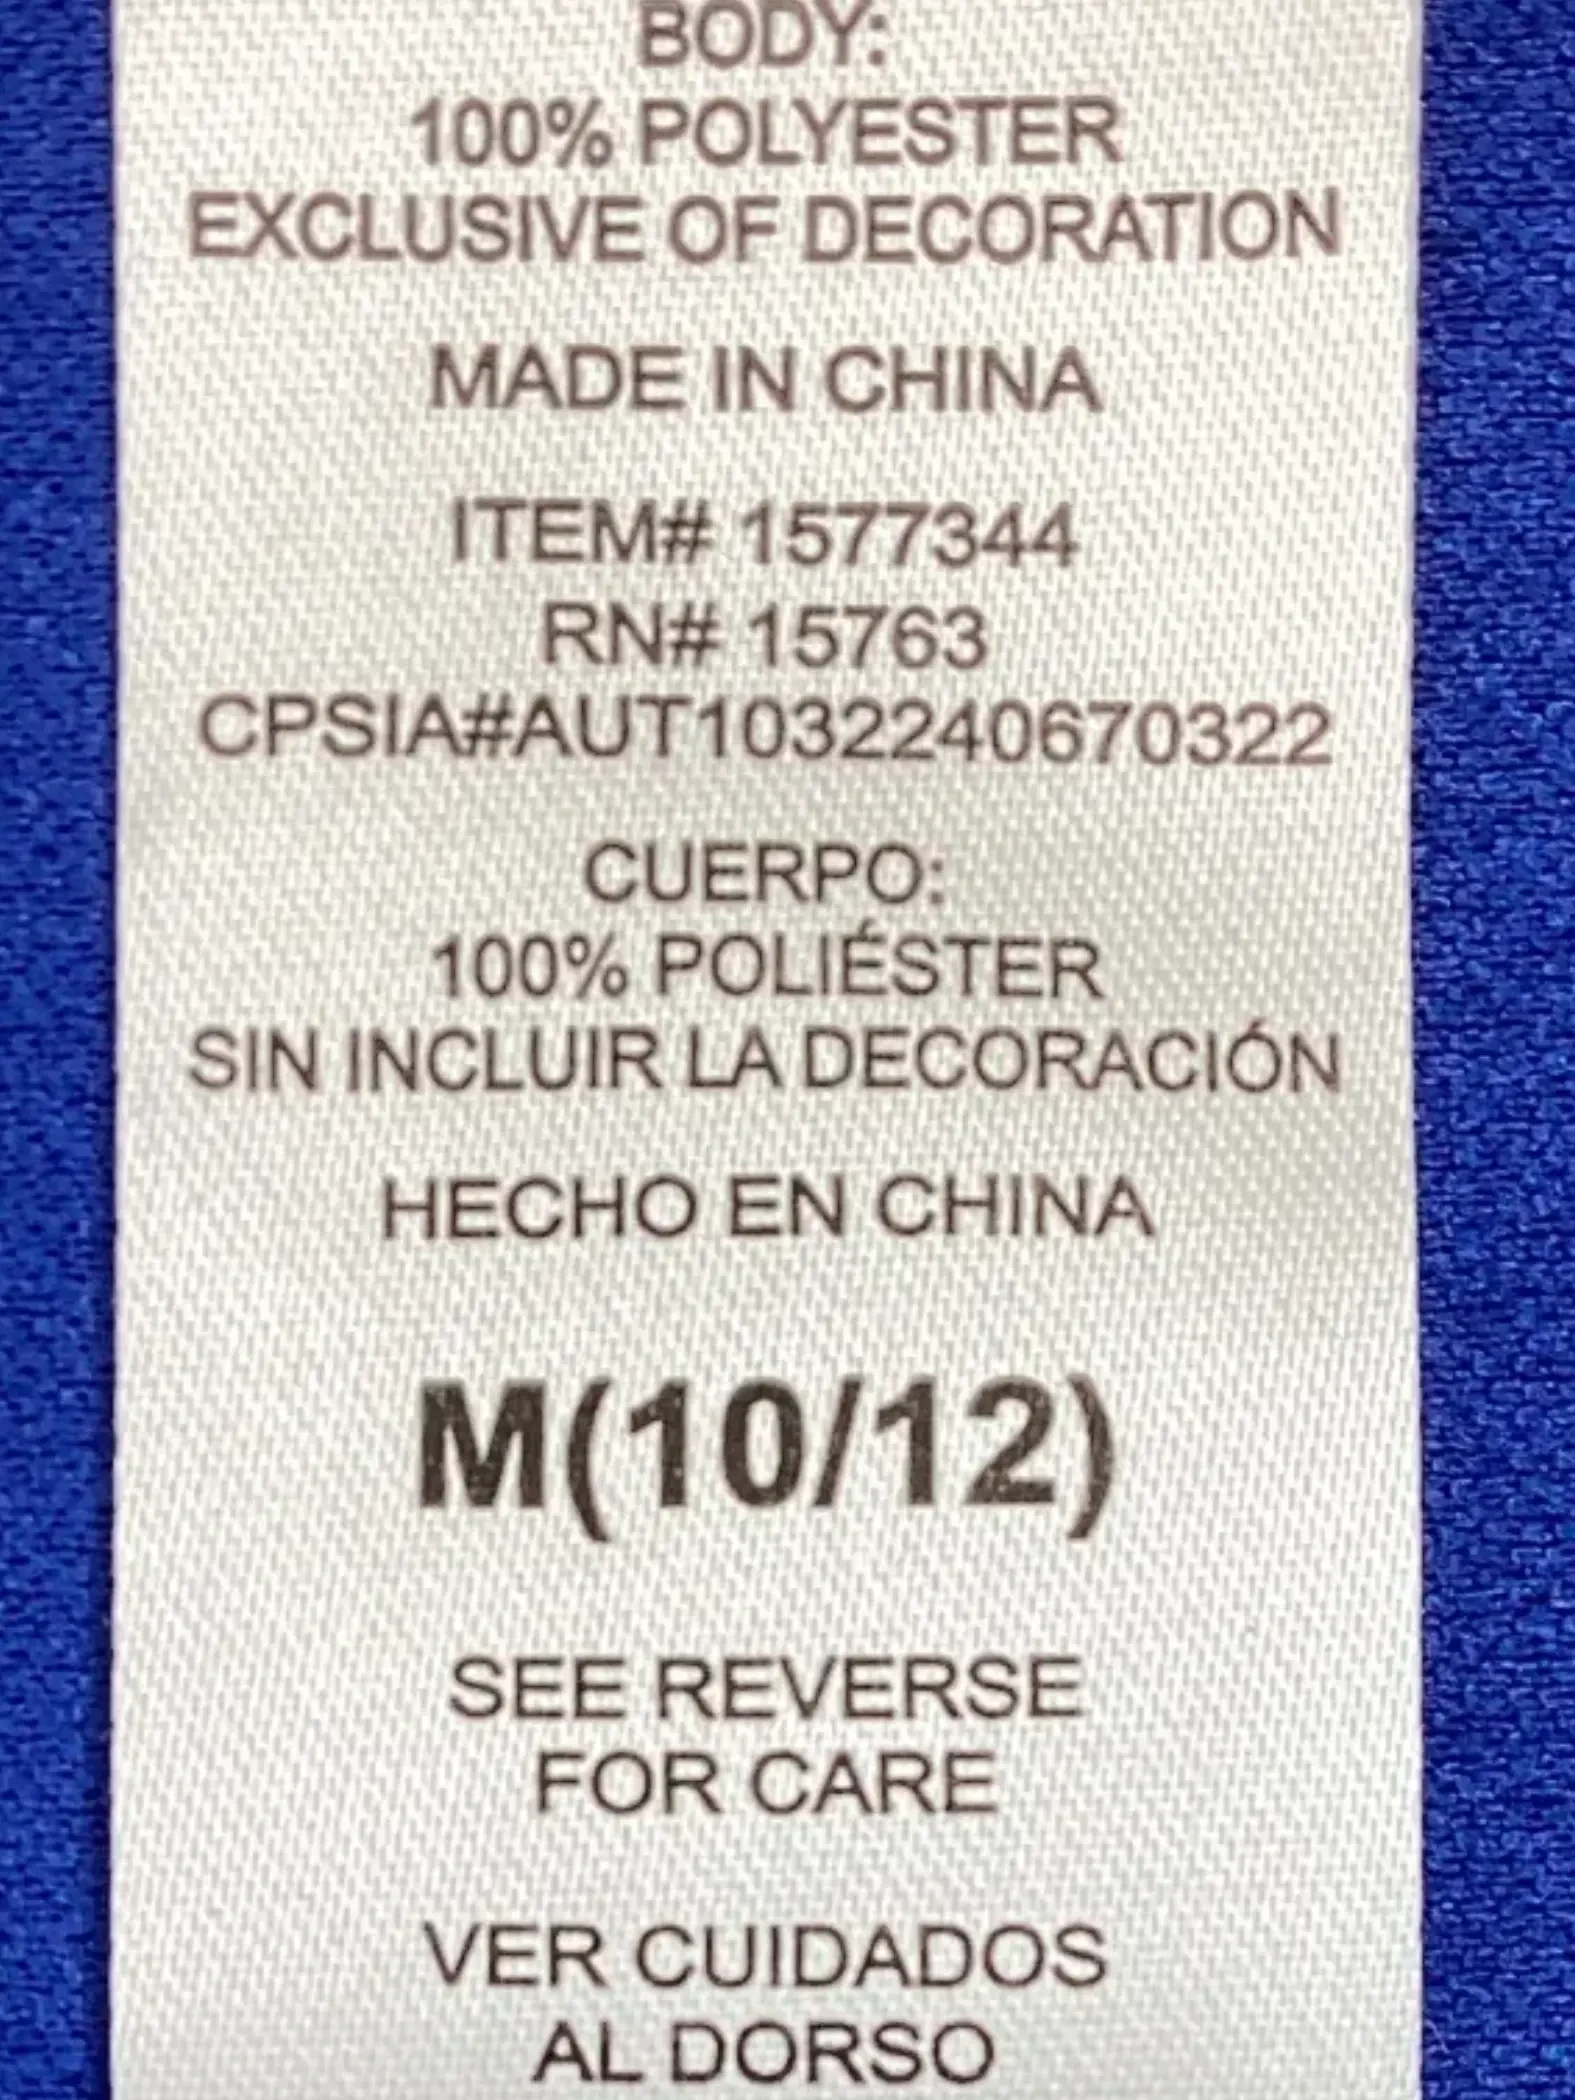 BODY:
100% POLYESTER
EXCLUSIVE OF DECORATION
MADE IN CHINA
ITEM# 1577344
RN# 15763
CPSIA#AUT1032240670322
CUERPO:
100% POLIÉSTER
SIN INCLUIR LA DECORACIÓN
HECHO EN CHINA
M(10/12)
SEE REVERSE
FOR CARE
VER CUIDADOS
AL DORSO